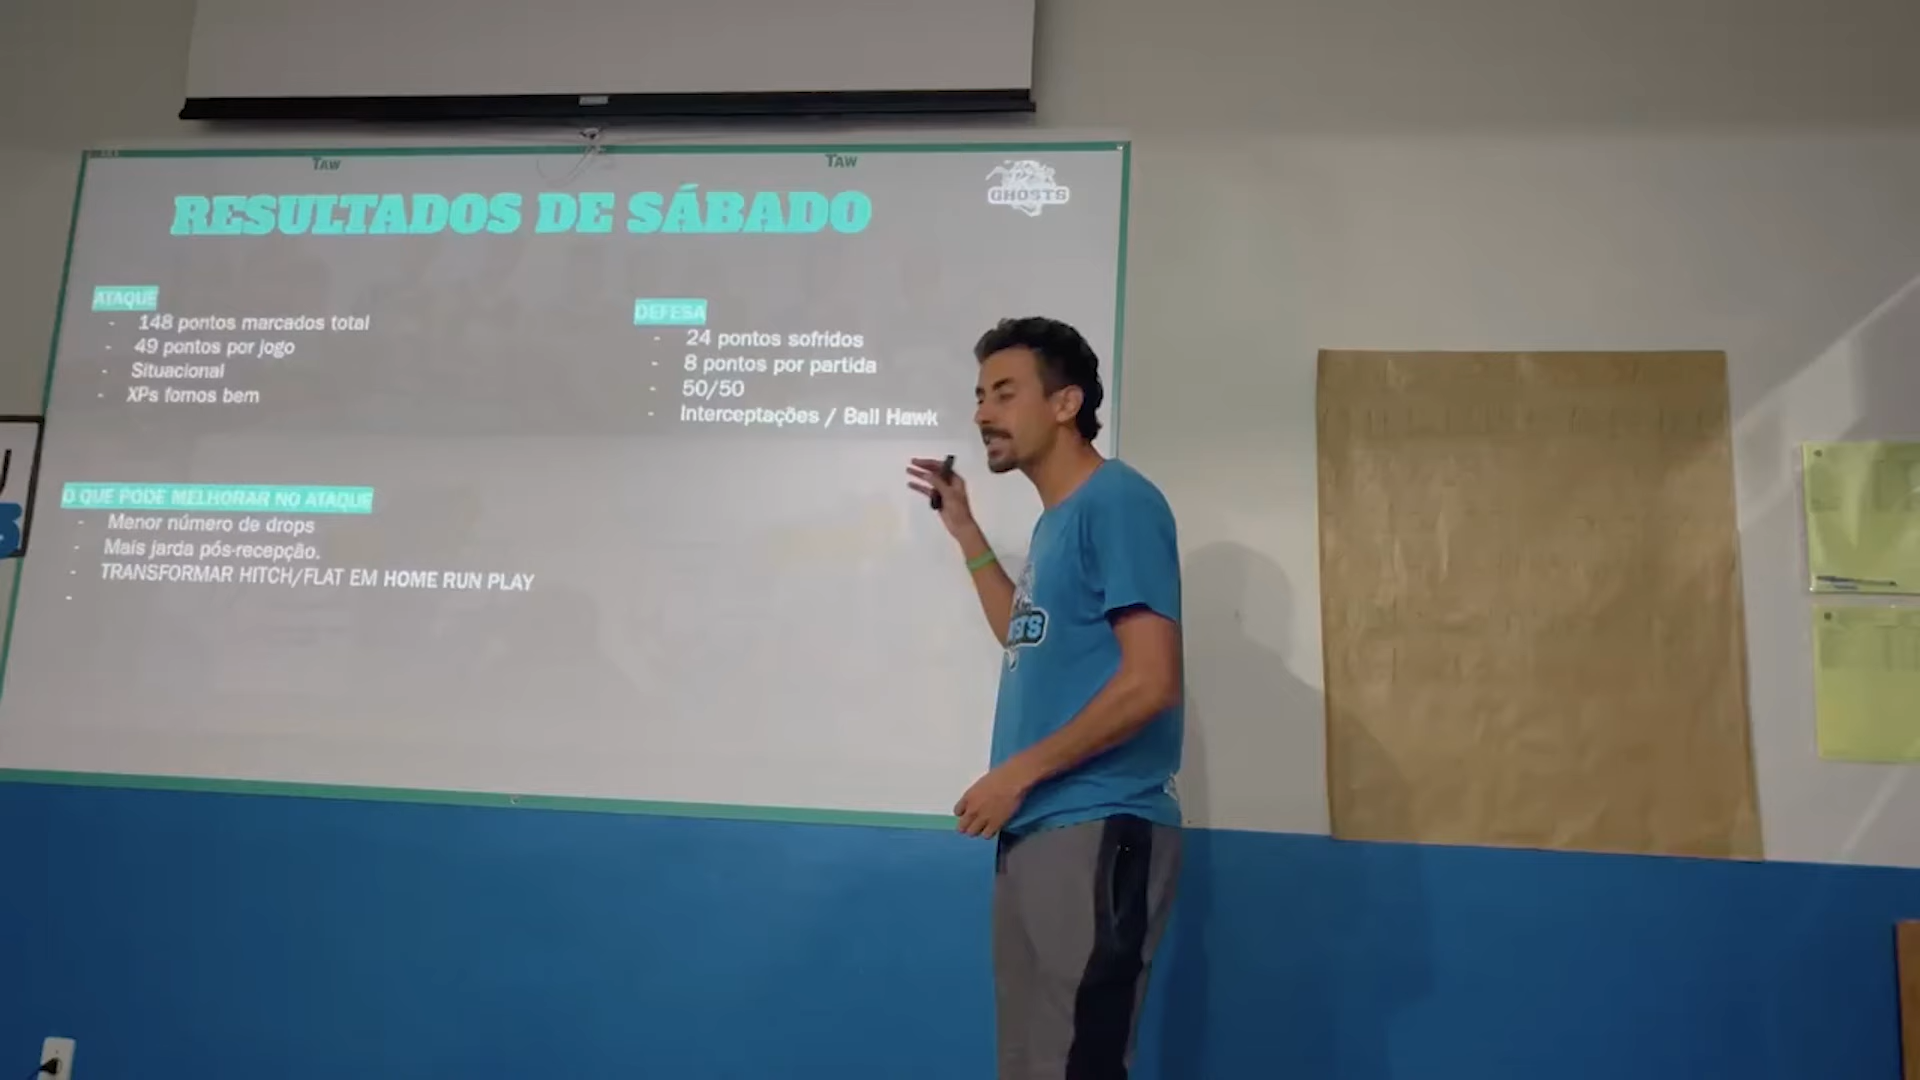 TAW
TAW
RESULTADOS DE SÁBADO
GHOSTS
ATAQUE
- 148 pontos marcados total
- 49 pontos por jogo
- Situacional
- XPs fomos bem
DEFESA
- 24 pontos sofridos
- 8 pontos por partida
- 50/50
- Interceptações / Ball Hawk
O QUE PODE MELHORAR NO ATAQUE
- Menor número de drops
- Mais jarda pós-recepção.
- TRANSFORMAR HITCH/FLAT EM HOME RUN PLAY
-